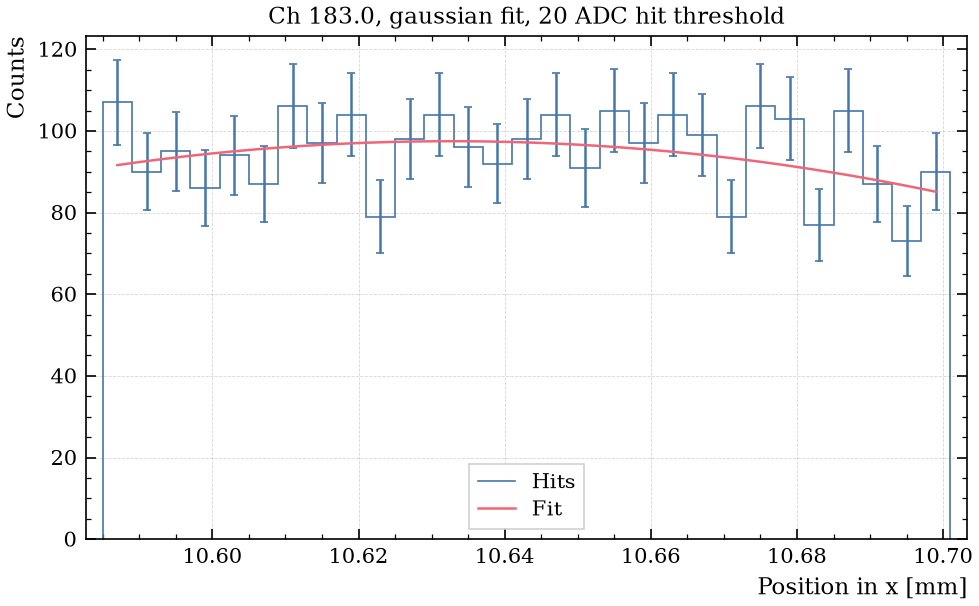 Ch 183.0, gaussian fit, 20 ADC hit threshold
Counts
120
100
80
60
40
20
0
Hits
Fit
10.60 10.62 10.64 10.66 10.68 10.70
Position in x [mm]